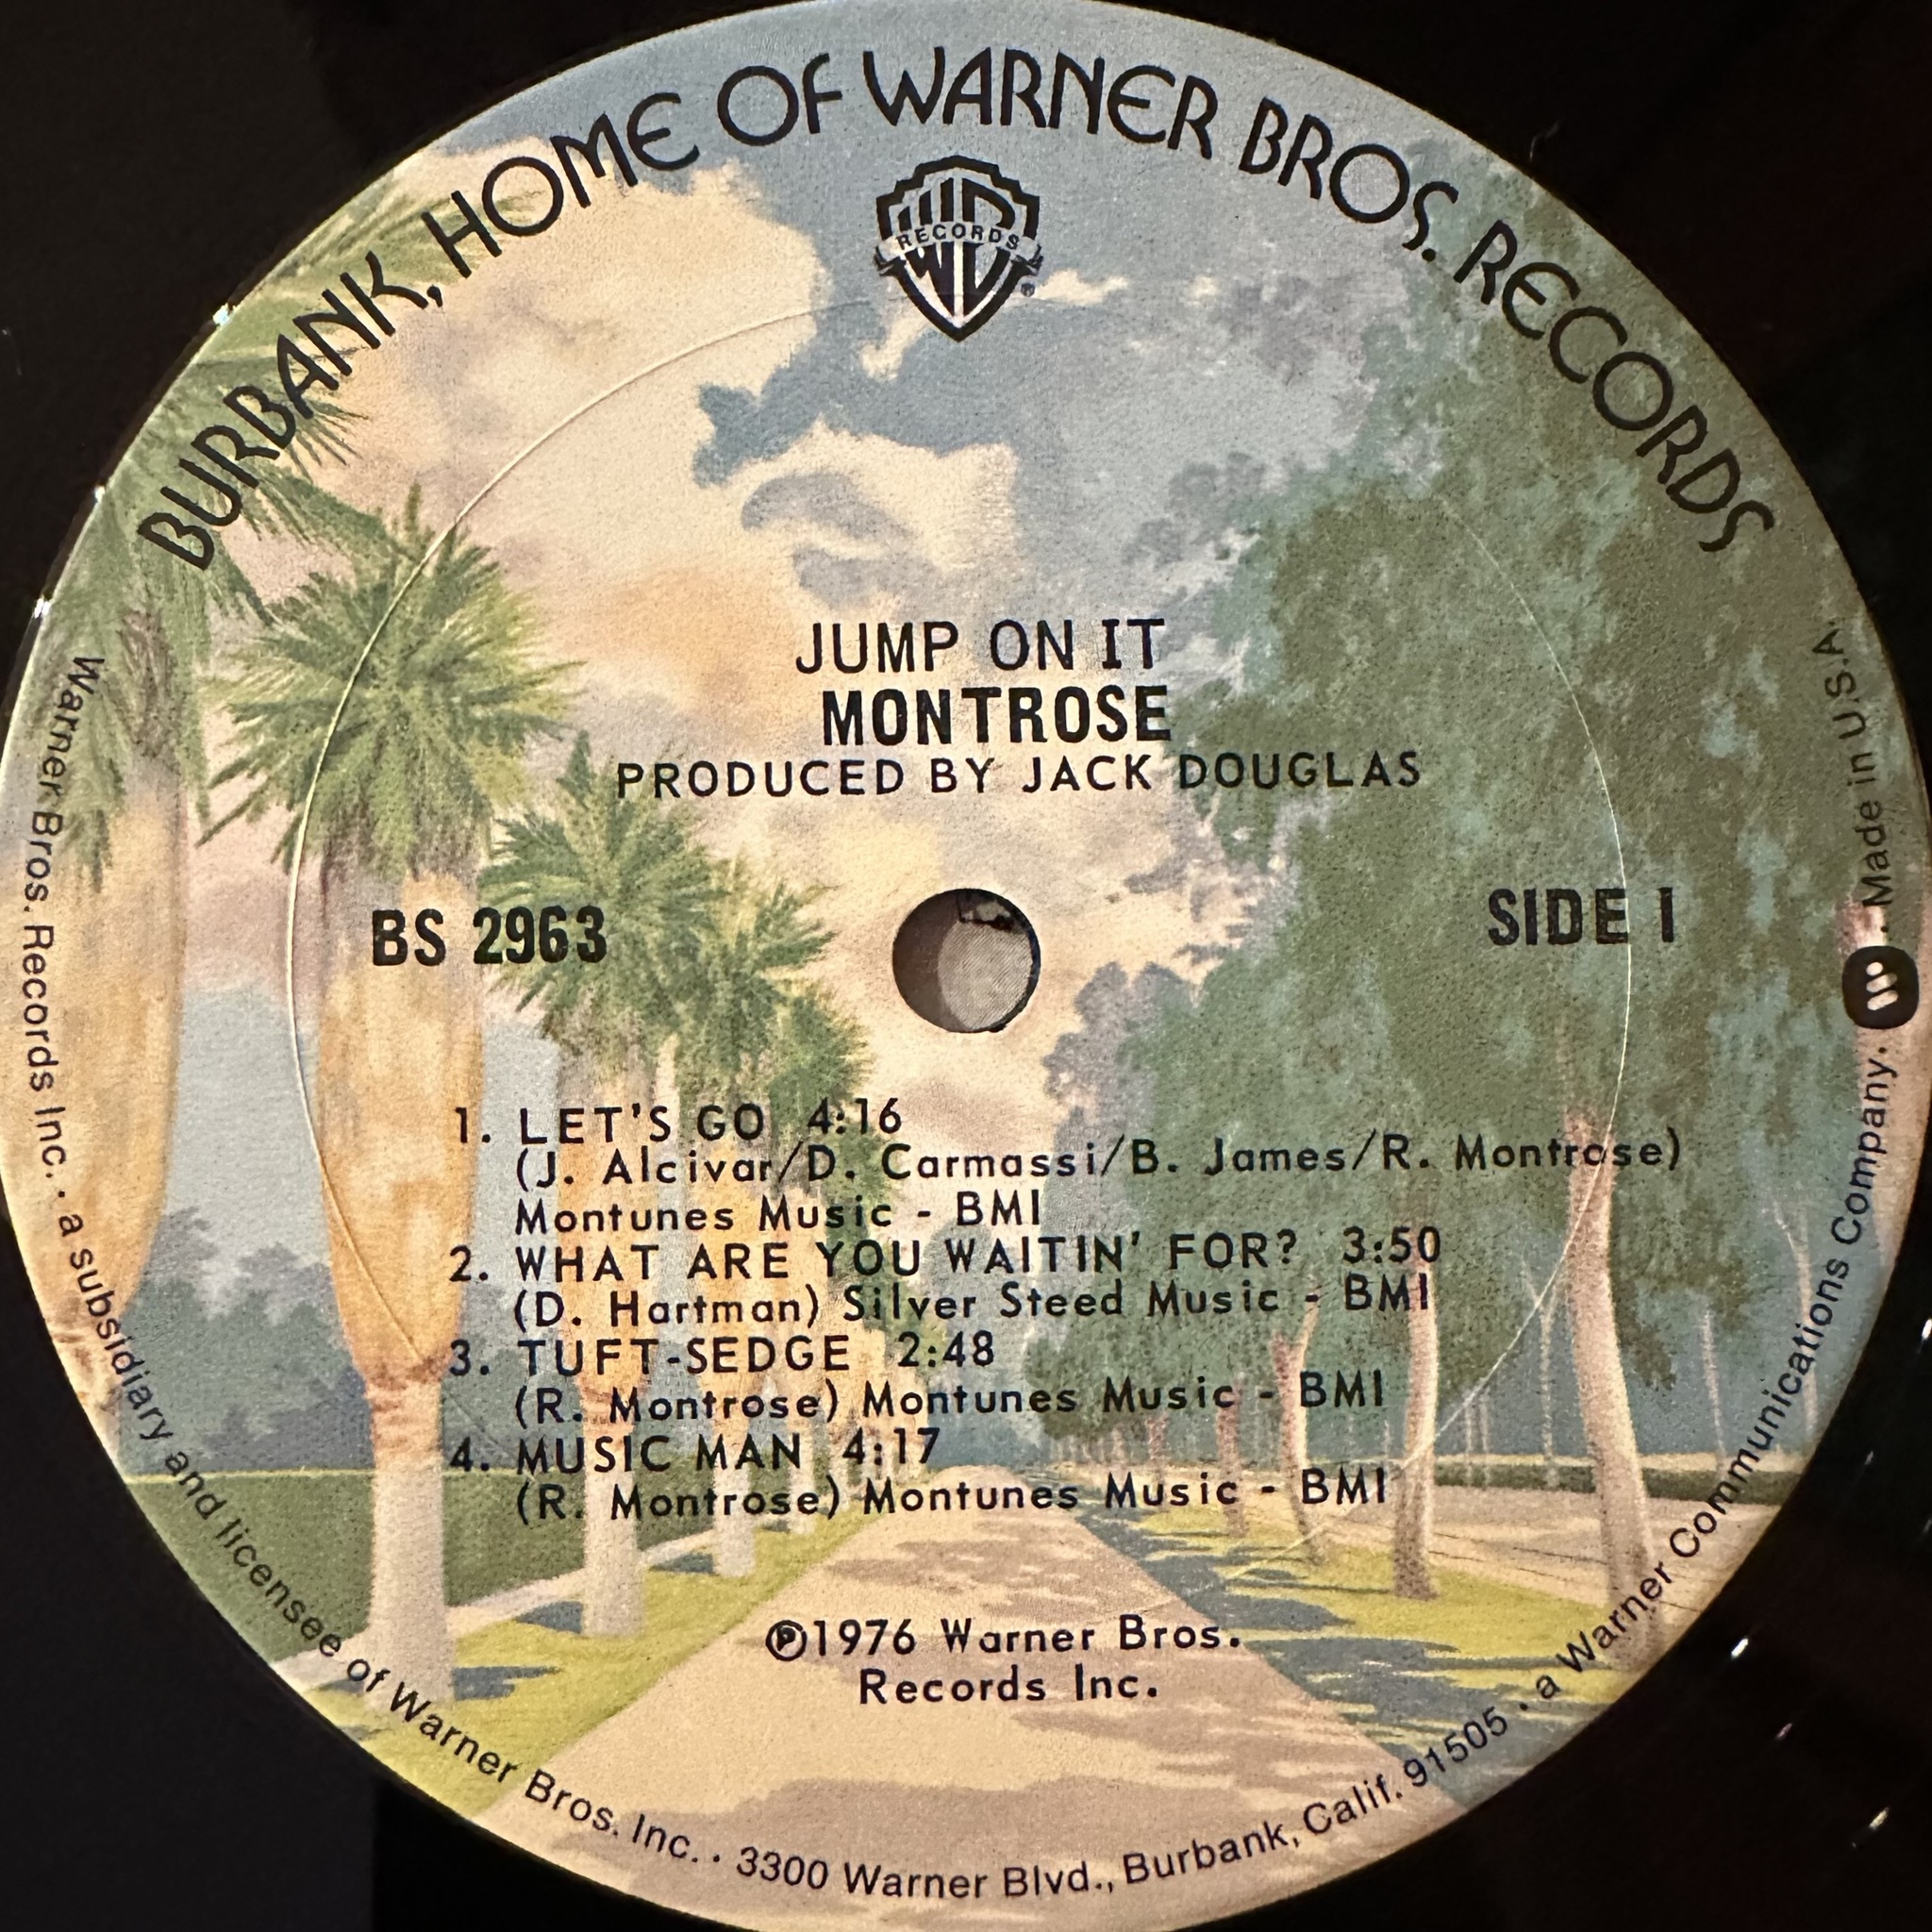 BURBANK, HOME OF WARNER BROS. RECORDS
RECORDS
®
JUMP ON IT
MONTROSE
PRODUCED BY JACK DOUGLAS
BS 2963
SIDE 1
1. LET'S GO 4:16
(J. Alcivar/D. Carmassi/B. James/R. Montrose)
Montunes Music - BMI
2. WHAT ARE YOU WAITIN' FOR? 3:50
(D. Hartman) Silver Steed Music - BMI
3. TUFT-SEDGE 2:48
(R. Montrose) Montunes Music - BMI
4. MUSIC MAN 4:17
(R. Montrose) Montunes Music - BMI
℗1976 Warner Bros.
Records Inc.
Warner Bros. Records Inc. · a subsidiary and licensee of Warner Bros. Inc. · 3300 Warner Blvd., Burbank, Calif. 91505 · a Warner Communications Company. · Made in U.S.A.